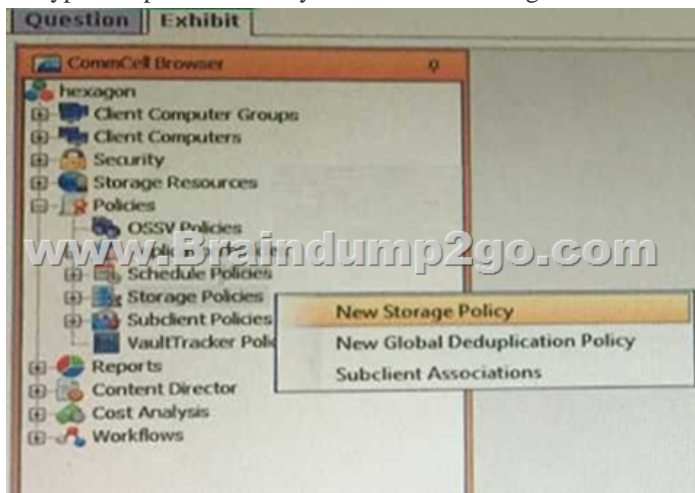 Question Exhibit
CommCell Browser
hexagon
Client Computer Groups
Client Computers
Security
Storage Resources
Policies
OSSV Policies
www.Braindump2go.com
Schedule Policies
Storage Policies
New Storage Policy
Subclient Policies
New Global Deduplication Policy
VaultTracker
Subclient Associations
Reports
Content Director
Cost Analysis
Workflows